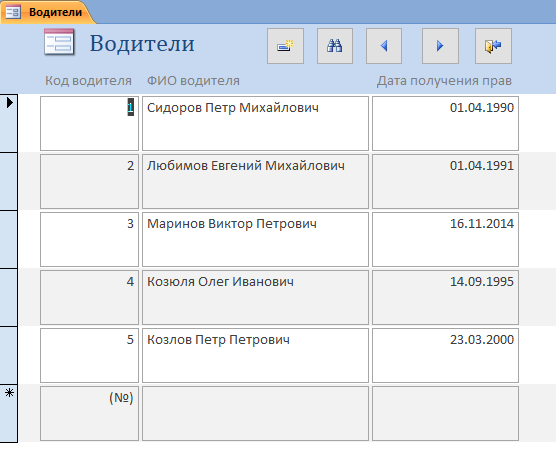 Водители
Водители
Код водителя ФИО водителя Дата получения прав
1 Сидоров Петр Михайлович 01.04.1990
2 Любимов Евгений Михайлович 01.04.1991
3 Маринов Виктор Петрович 16.11.2014
4 Козюля Олег Иванович 14.09.1995
5 Козлов Петр Петрович 23.03.2000
(№)